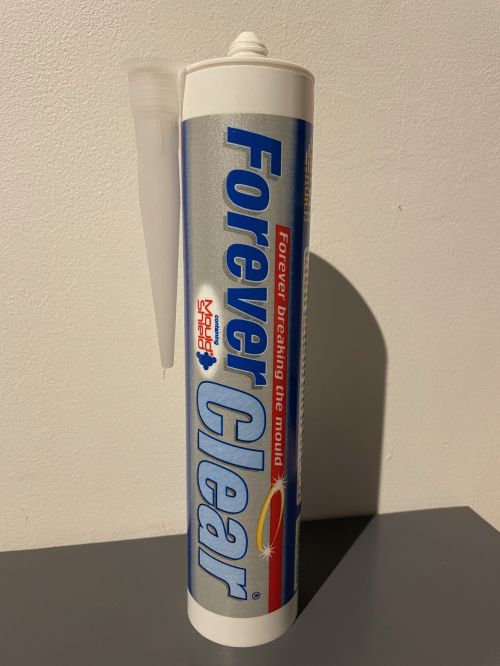 Forever breaking the mould
Forever
Clear®
containing
Mould
Shield